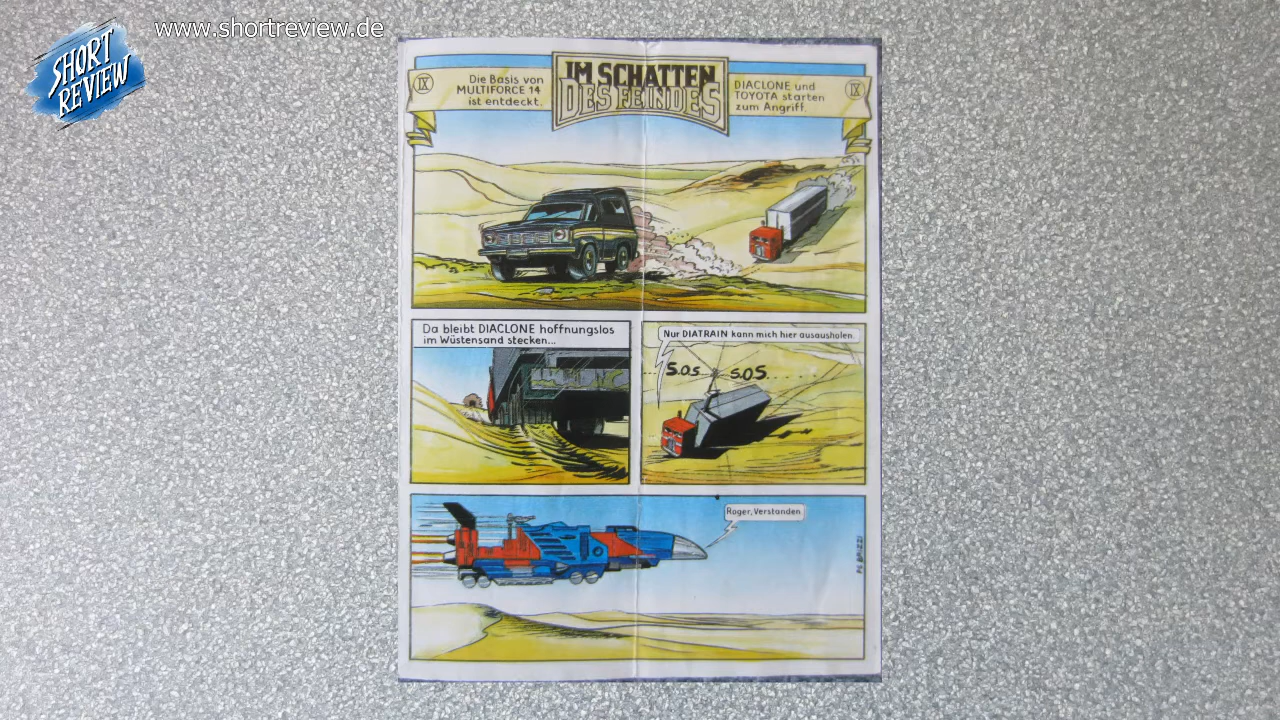 SHORT
REVIEW
www.shortreview.de
IX
Die Basis von
MULTIFORCE 14
ist entdeckt.
IM SCHATTEN
DES FEINDES
DIACLONE und
TOYOTA starten
zum Angriff.
IX
Da bleibt DIACLONE hoffnungslos
im Wüstensand stecken...
Nur DIATRAIN kann mich hier ausausholen.
S.O.S
S.O.S.
Roger, Verstanden
P.G. BRIZZI